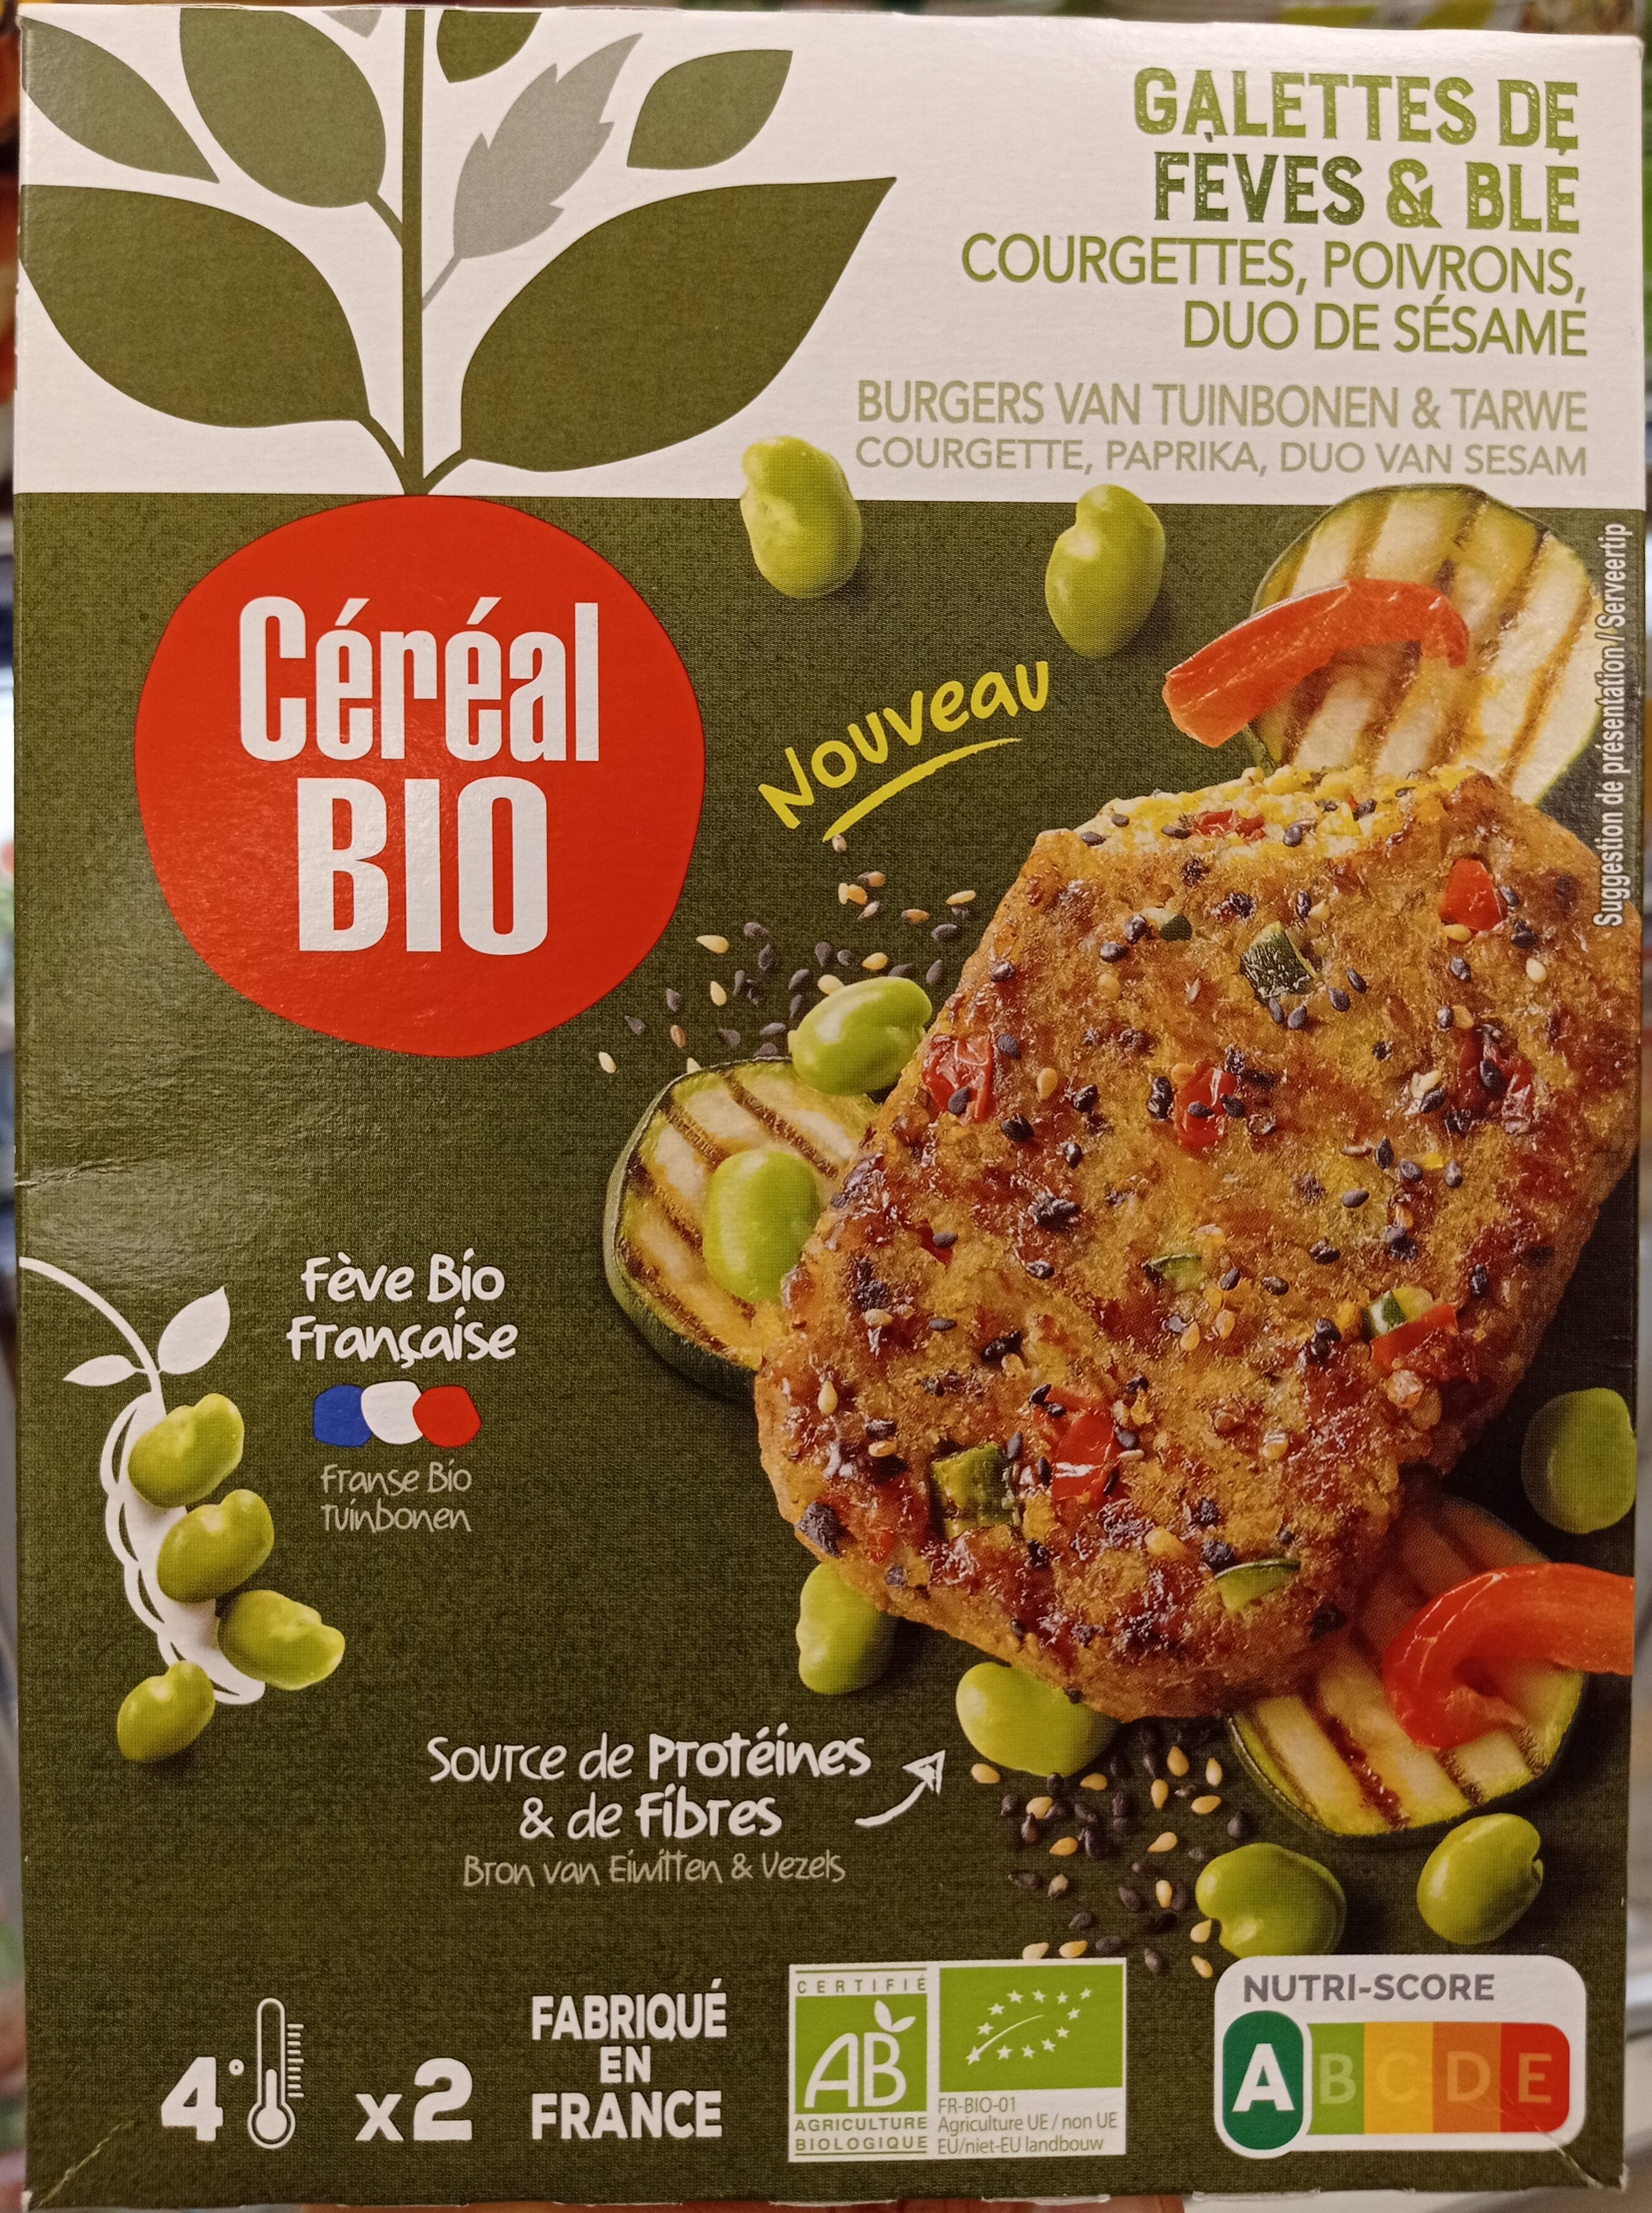 GALETTES DE
FÈVES & BLÉ
COURGETTES, POIVRONS,
DUO DE SÉSAME
BURGERS VAN TUINBONEN & TARWE
COURGETTE, PAPRIKA, DUO VAN SESAM
Suggestion de présentation / Serveertip
Céréal
BIO
Nouveau
Fève Bio
Française
Franse Bio
Tuinbonen
Source de Protéines
& de Fibres
Bron van Eiwitten & Vezels
4°
x2
FABRIQUÉ
EN
FRANCE
CERTIFIÉ
AB
AGRICULTURE
BIOLOGIQUE
FR-BIO-01
Agriculture UE / non UE
EU/niet-EU landbouw
NUTRI-SCORE
A B C D E